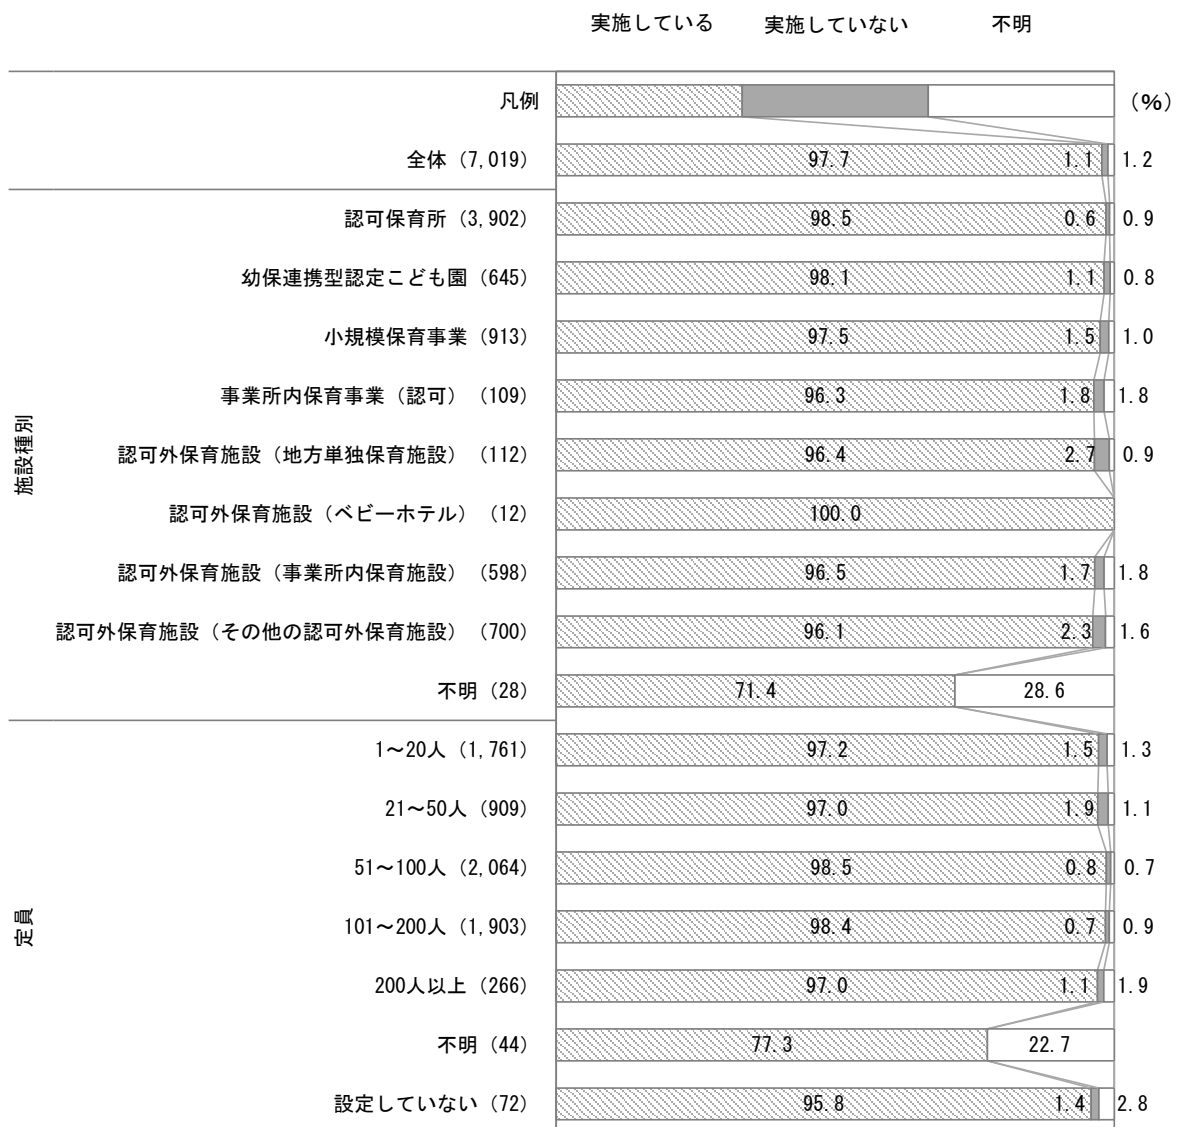 実施している 実施していない 不明
凡例 (%)
全体（7,019） 97.7 1.1 1.2
施設種別
認可保育所（3,902） 98.5 0.6 0.9
幼保連携型認定こども園（645） 98.1 1.1 0.8
小規模保育事業（913） 97.5 1.5 1.0
事業所内保育事業（認可）（109） 96.3 1.8 1.8
認可外保育施設（地方単独保育施設）（112） 96.4 2.7 0.9
認可外保育施設（ベビーホテル）（12） 100.0
認可外保育施設（事業所内保育施設）（598） 96.5 1.7 1.8
認可外保育施設（その他の認可外保育施設）（700） 96.1 2.3 1.6
不明（28） 71.4 28.6
定員
1～20人（1,761） 97.2 1.5 1.3
21～50人（909） 97.0 1.9 1.1
51～100人（2,064） 98.5 0.8 0.7
101～200人（1,903） 98.4 0.7 0.9
200人以上（266） 97.0 1.1 1.9
不明（44） 77.3 22.7
設定していない（72） 95.8 1.4 2.8